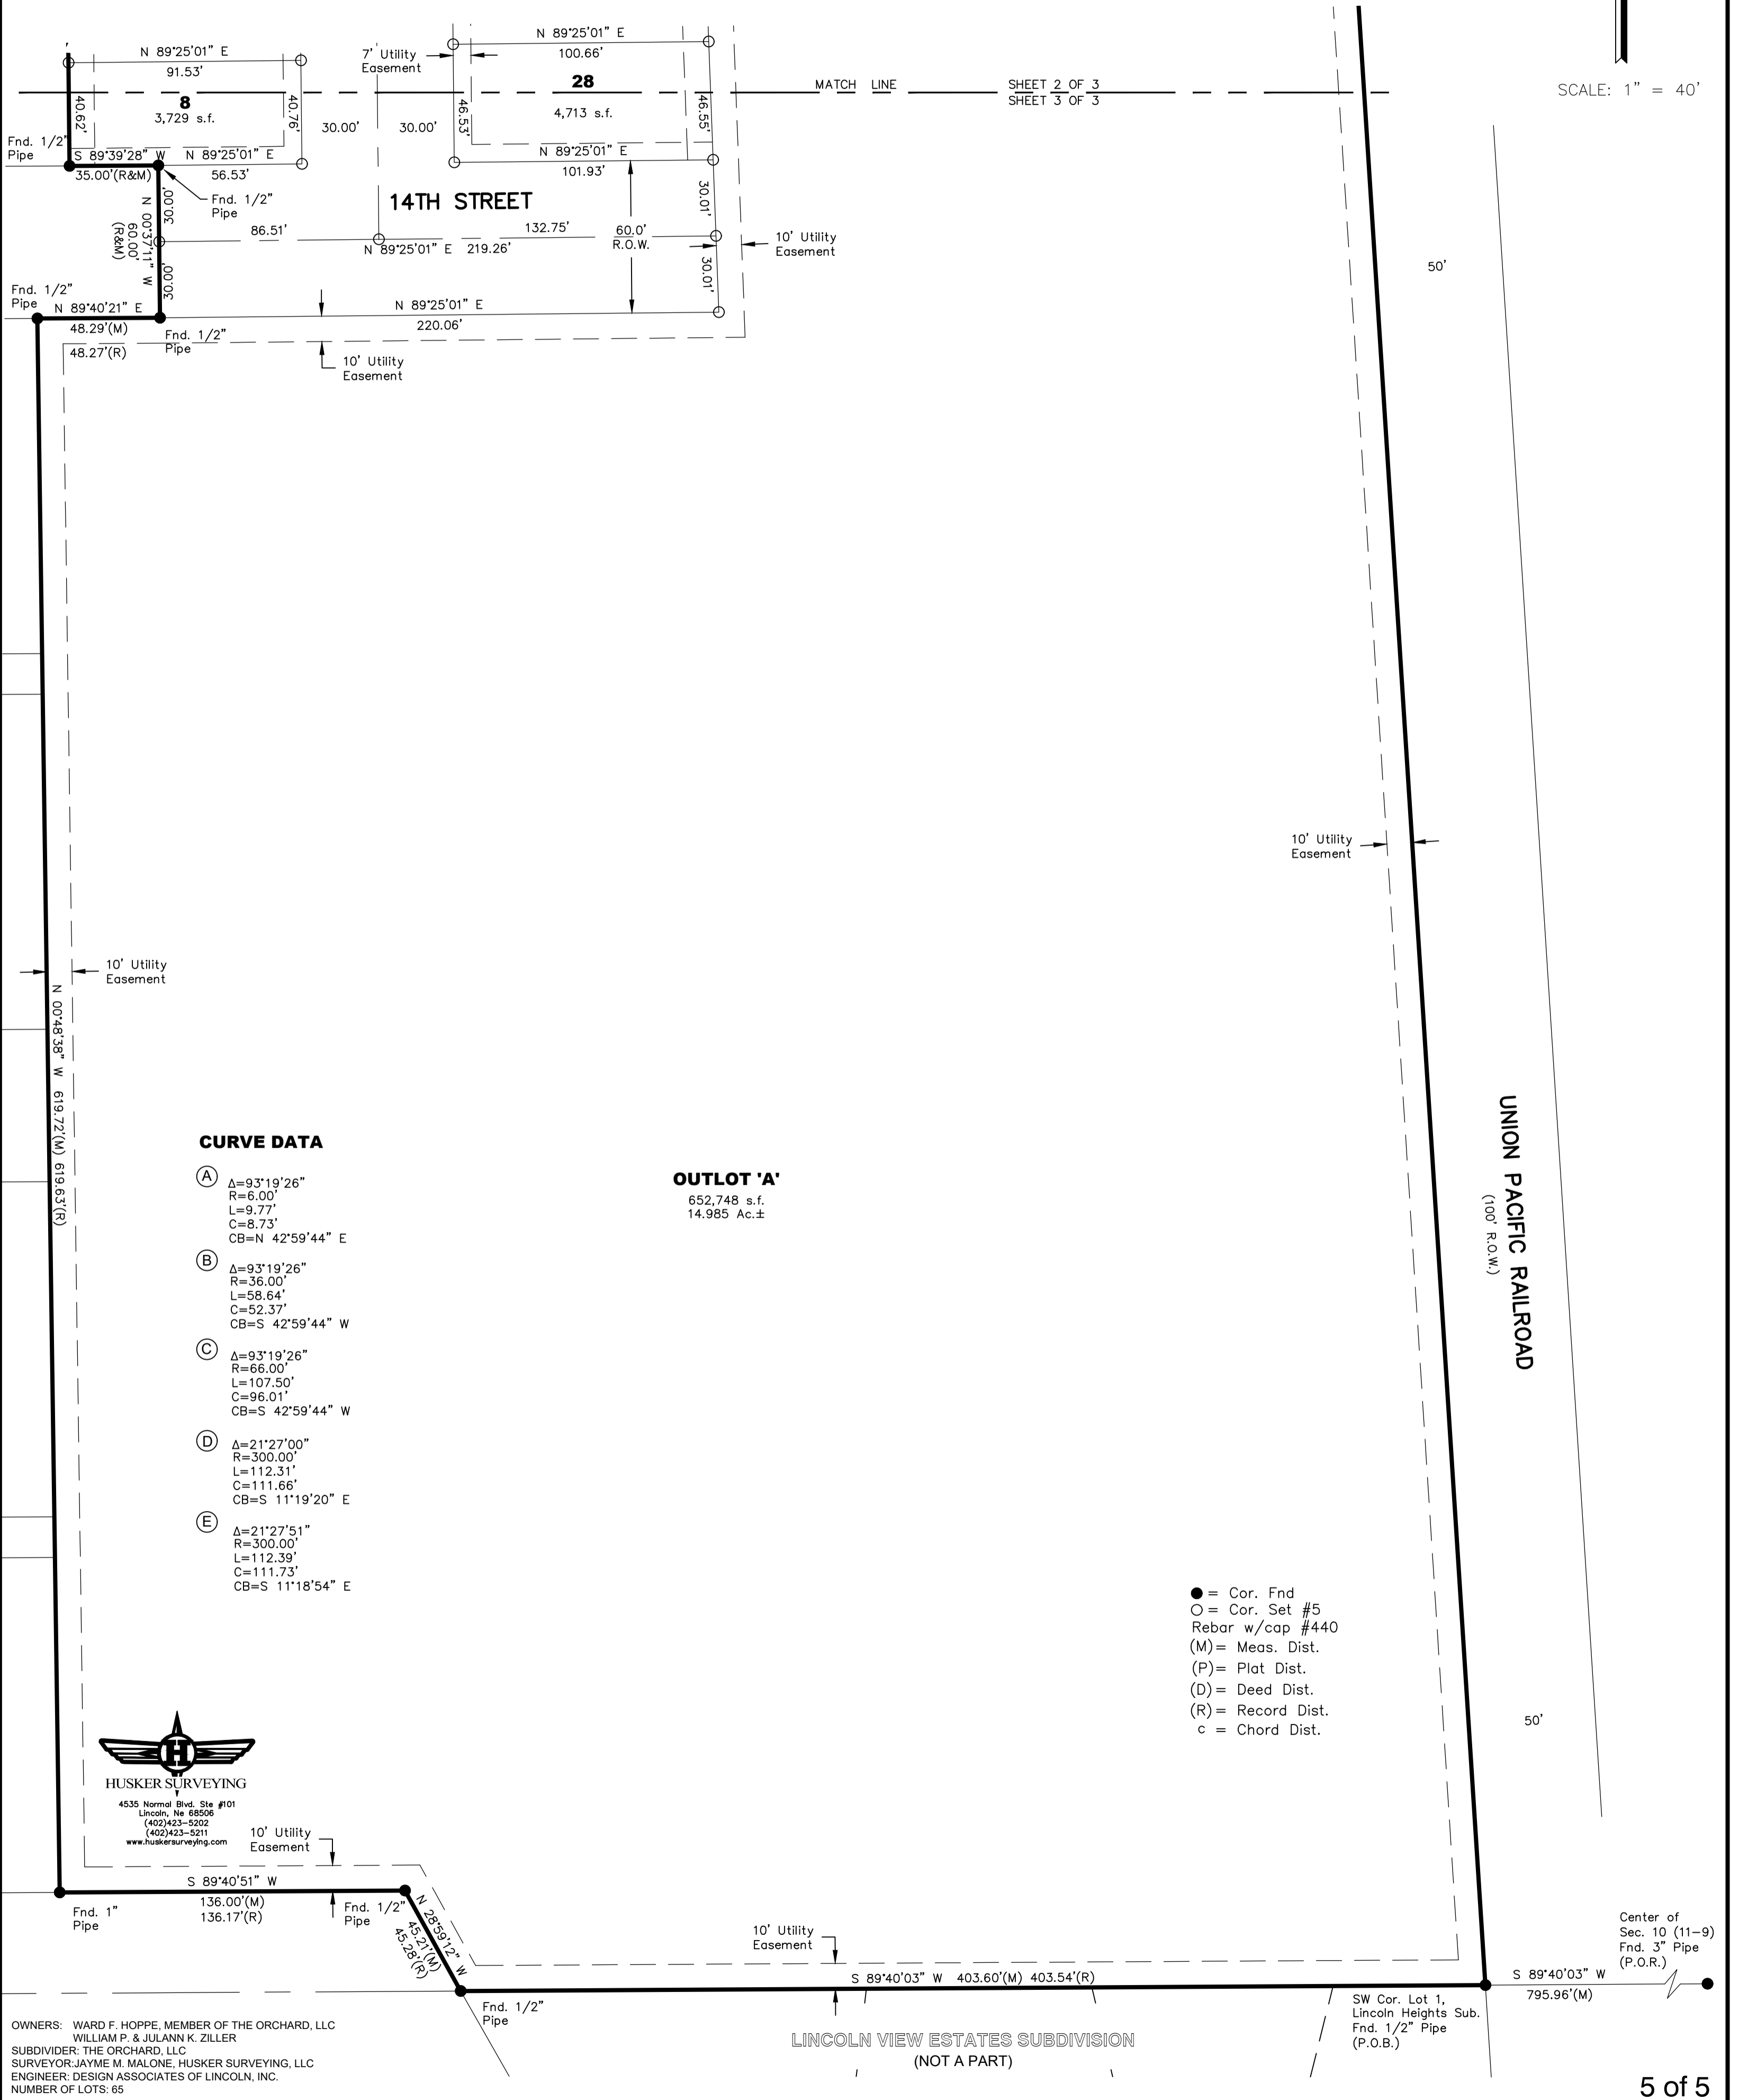 N 89°25'01" E
91.53'
8
3,729 s.f.
40.62'
40.76'
Fnd. 1/2"
Pipe
S 89°39'28" W
35.00'(R&M)
N 89°25'01" E
56.53'
Fnd. 1/2"
Pipe
30.00'
30.00'
7' Utility
Easement
N 89°25'01" E
100.66'
28
4,713 s.f.
46.53'
46.55'
N 89°25'01" E
101.93'
MATCH LINE
SHEET 2 OF 3
SHEET 3 OF 3
SCALE: 1" = 40'
14TH STREET
N 00°37'11" W
60.00'
(R&M)
30.00'
30.00'
86.51'
132.75'
N 89°25'01" E 219.26'
60.0'
R.O.W.
30.01'
30.01'
10' Utility
Easement
50'
Fnd. 1/2"
Pipe
N 89°40'21" E
48.29'(M)
48.27'(R)
Fnd. 1/2"
Pipe
N 89°25'01" E
220.06'
10' Utility
Easement
10' Utility
Easement
10' Utility
Easement
N 00°48'38" W 619.72'(M) 619.63'(R)
CURVE DATA
A
Δ=93°19'26"
R=6.00'
L=9.77'
C=8.73'
CB=N 42°59'44" E
B
Δ=93°19'26"
R=36.00'
L=58.64'
C=52.37'
CB=S 42°59'44" W
C
Δ=93°19'26"
R=66.00'
L=107.50'
C=96.01'
CB=S 42°59'44" W
D
Δ=21°27'00"
R=300.00'
L=112.31'
C=111.66'
CB=S 11°19'20" E
E
Δ=21°27'51"
R=300.00'
L=112.39'
C=111.73'
CB=S 11°18'54" E
OUTLOT 'A'
652,748 s.f.
14.985 Ac.±
UNION PACIFIC RAILROAD
(100' R.O.W.)
● = Cor. Fnd
○ = Cor. Set #5
Rebar w/cap #440
(M)= Meas. Dist.
(P)= Plat Dist.
(D)= Deed Dist.
(R)= Record Dist.
c = Chord Dist.
50'
H
HUSKER SURVEYING
4535 Normal Blvd. Ste #101
Lincoln, Ne 68506
(402)423-5202
(402)423-5211
www.huskersurveying.com
10' Utility
Easement
S 89°40'51" W
136.00'(M)
136.17'(R)
Fnd. 1"
Pipe
Fnd. 1/2"
Pipe
N 28°59'12" W
45.21'(M)
45.28'(R)
Fnd. 1/2"
Pipe
10' Utility
Easement
S 89°40'03" W 403.60'(M) 403.54'(R)
SW Cor. Lot 1,
Lincoln Heights Sub.
Fnd. 1/2" Pipe
(P.O.B.)
S 89°40'03" W
795.96'(M)
Center of
Sec. 10 (11-9)
Fnd. 3" Pipe
(P.O.R.)
LINCOLN VIEW ESTATES SUBDIVISION
(NOT A PART)
OWNERS: WARD F. HOPPE, MEMBER OF THE ORCHARD, LLC
WILLIAM P. & JULANN K. ZILLER
SUBDIVIDER: THE ORCHARD, LLC
SURVEYOR:JAYME M. MALONE, HUSKER SURVEYING, LLC
ENGINEER: DESIGN ASSOCIATES OF LINCOLN, INC.
NUMBER OF LOTS: 65
5 of 5